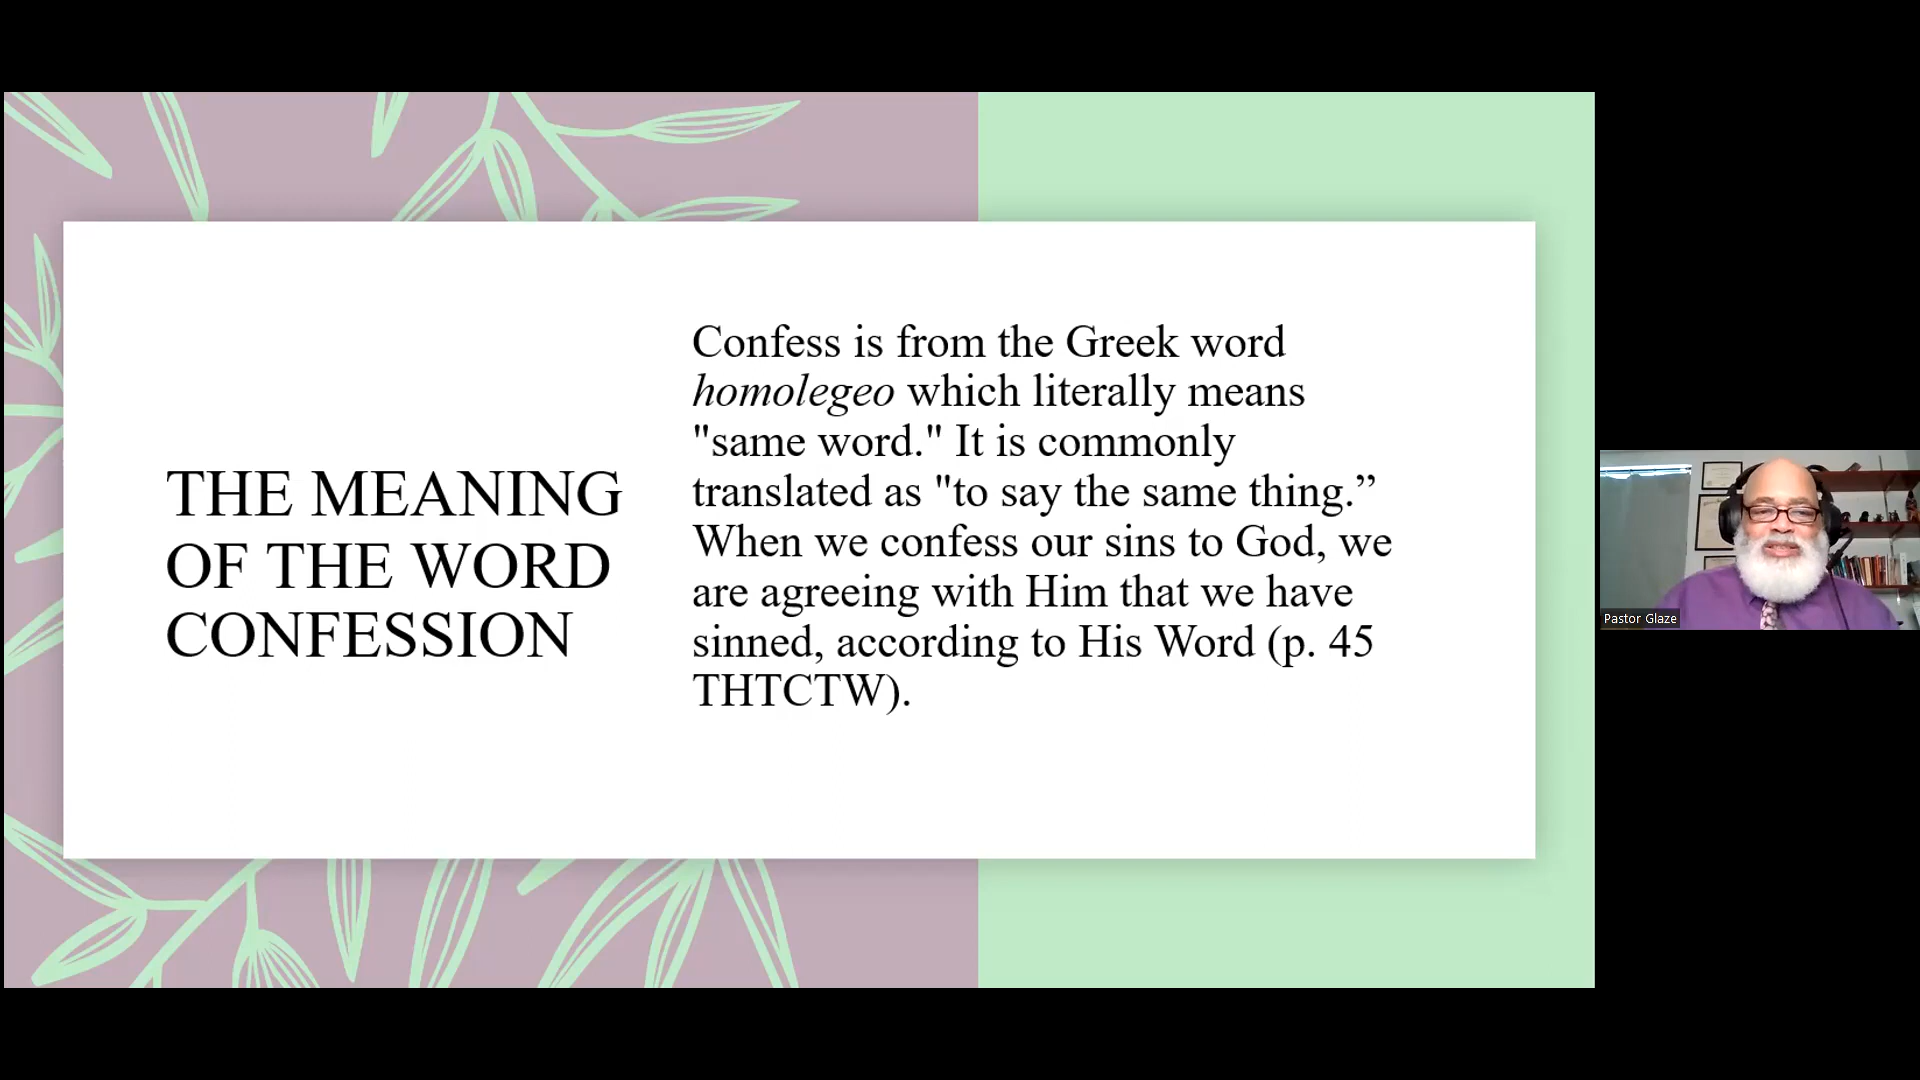 THE MEANING
OF THE WORD
CONFESSION
Confess is from the Greek word
homolegeo which literally means
"same word." It is commonly
translated as "to say the same thing.”
When we confess our sins to God, we
are agreeing with Him that we have
sinned, according to His Word (p. 45
THTCTW).
Pastor Glaze